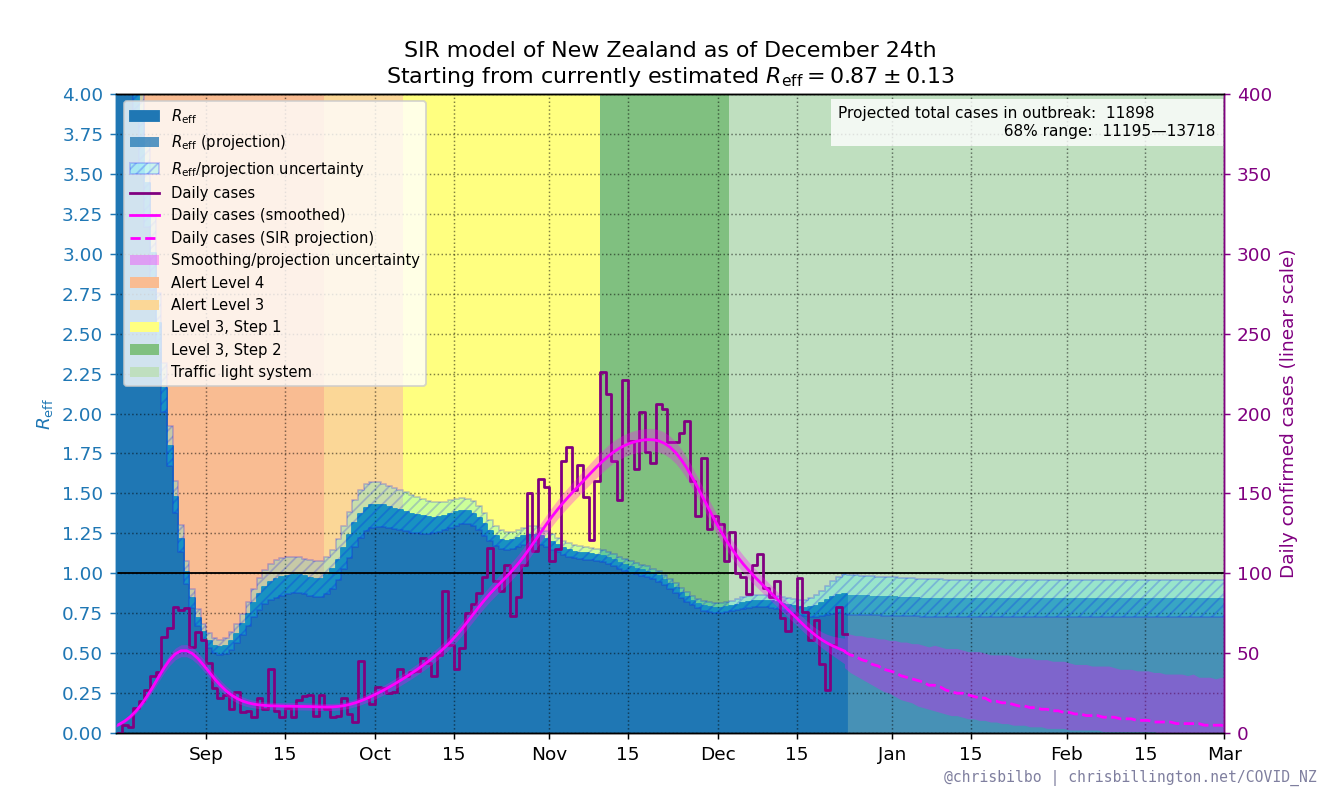 SIR model of New Zealand as of December 24th
Starting from currently estimated R_eff = 0.87 ± 0.13
Projected total cases in outbreak: 11898
68% range: 11195—13718
R_eff
R_eff (projection)
R_eff/projection uncertainty
Daily cases
Daily cases (smoothed)
Daily cases (SIR projection)
Smoothing/projection uncertainty
Alert Level 4
Alert Level 3
Level 3, Step 1
Level 3, Step 2
Traffic light system
4.00
3.75
3.50
3.25
3.00
2.75
2.50
2.25
2.00
1.75
1.50
1.25
1.00
0.75
0.50
0.25
0.00
R_eff
400
350
300
250
200
150
100
50
0
Daily confirmed cases (linear scale)
Sep 15 Oct 15 Nov 15 Dec 15 Jan 15 Feb 15 Mar
@chrisbilbo | chrisbillington.net/COVID_NZ